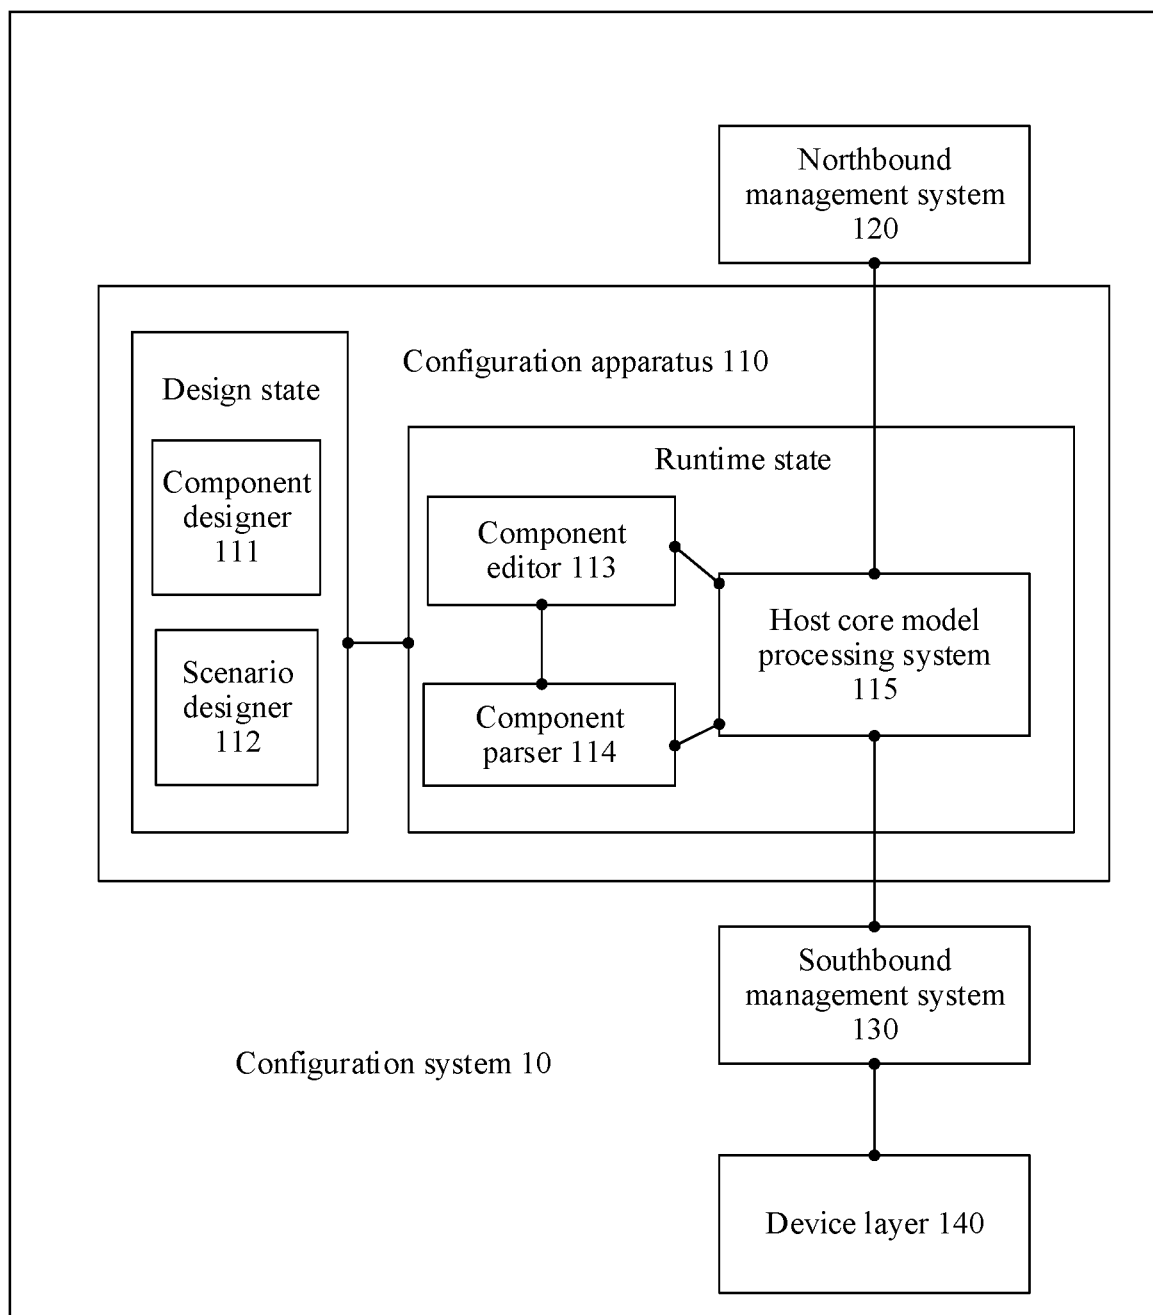 Northbound
management system
120
Configuration apparatus 110
Design state
Component
designer
111
Scenario
designer
112
Runtime state
Component
editor 113
Component
parser 114
Host core model
processing system
115
Southbound
management system
130
Configuration system 10
Device layer 140